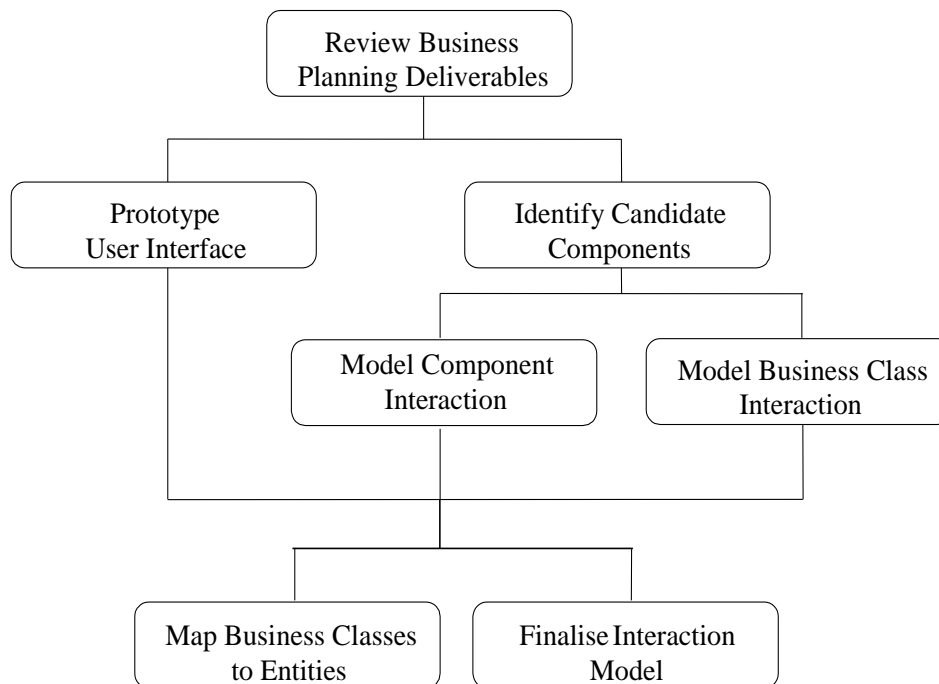 Review Business
Planning Deliverables
Prototype
User Interface
Identify Candidate
Components
Model Component
Interaction
Model Business Class
Interaction
Map Business Classes
to Entities
Finalise Interaction
Model